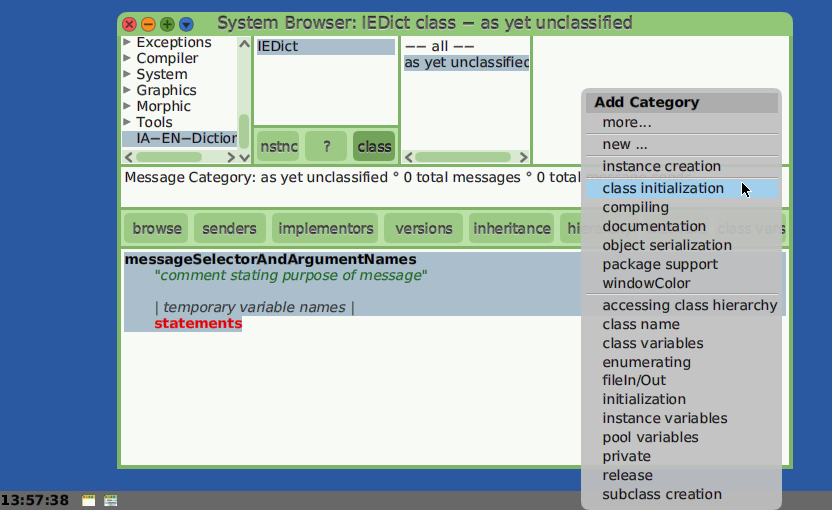 System Browser: IEDict class − as yet unclassified
Exceptions
Compiler
System
Graphics
Morphic
Tools
IA−EN−Diction
IEDict
nstnc ? class
−− all −−
as yet unclassified
Message Category: as yet unclassified ° 0 total messages ° 0 total
browse senders implementors versions inheritance hier class vars
messageSelectorAndArgumentNames
"comment stating purpose of message"
| temporary variable names |
statements
Add Category
more...
new ...
instance creation
class initialization
compiling
documentation
object serialization
package support
windowColor
accessing class hierarchy
class name
class variables
enumerating
fileIn/Out
initialization
instance variables
pool variables
private
release
subclass creation
13:57:38